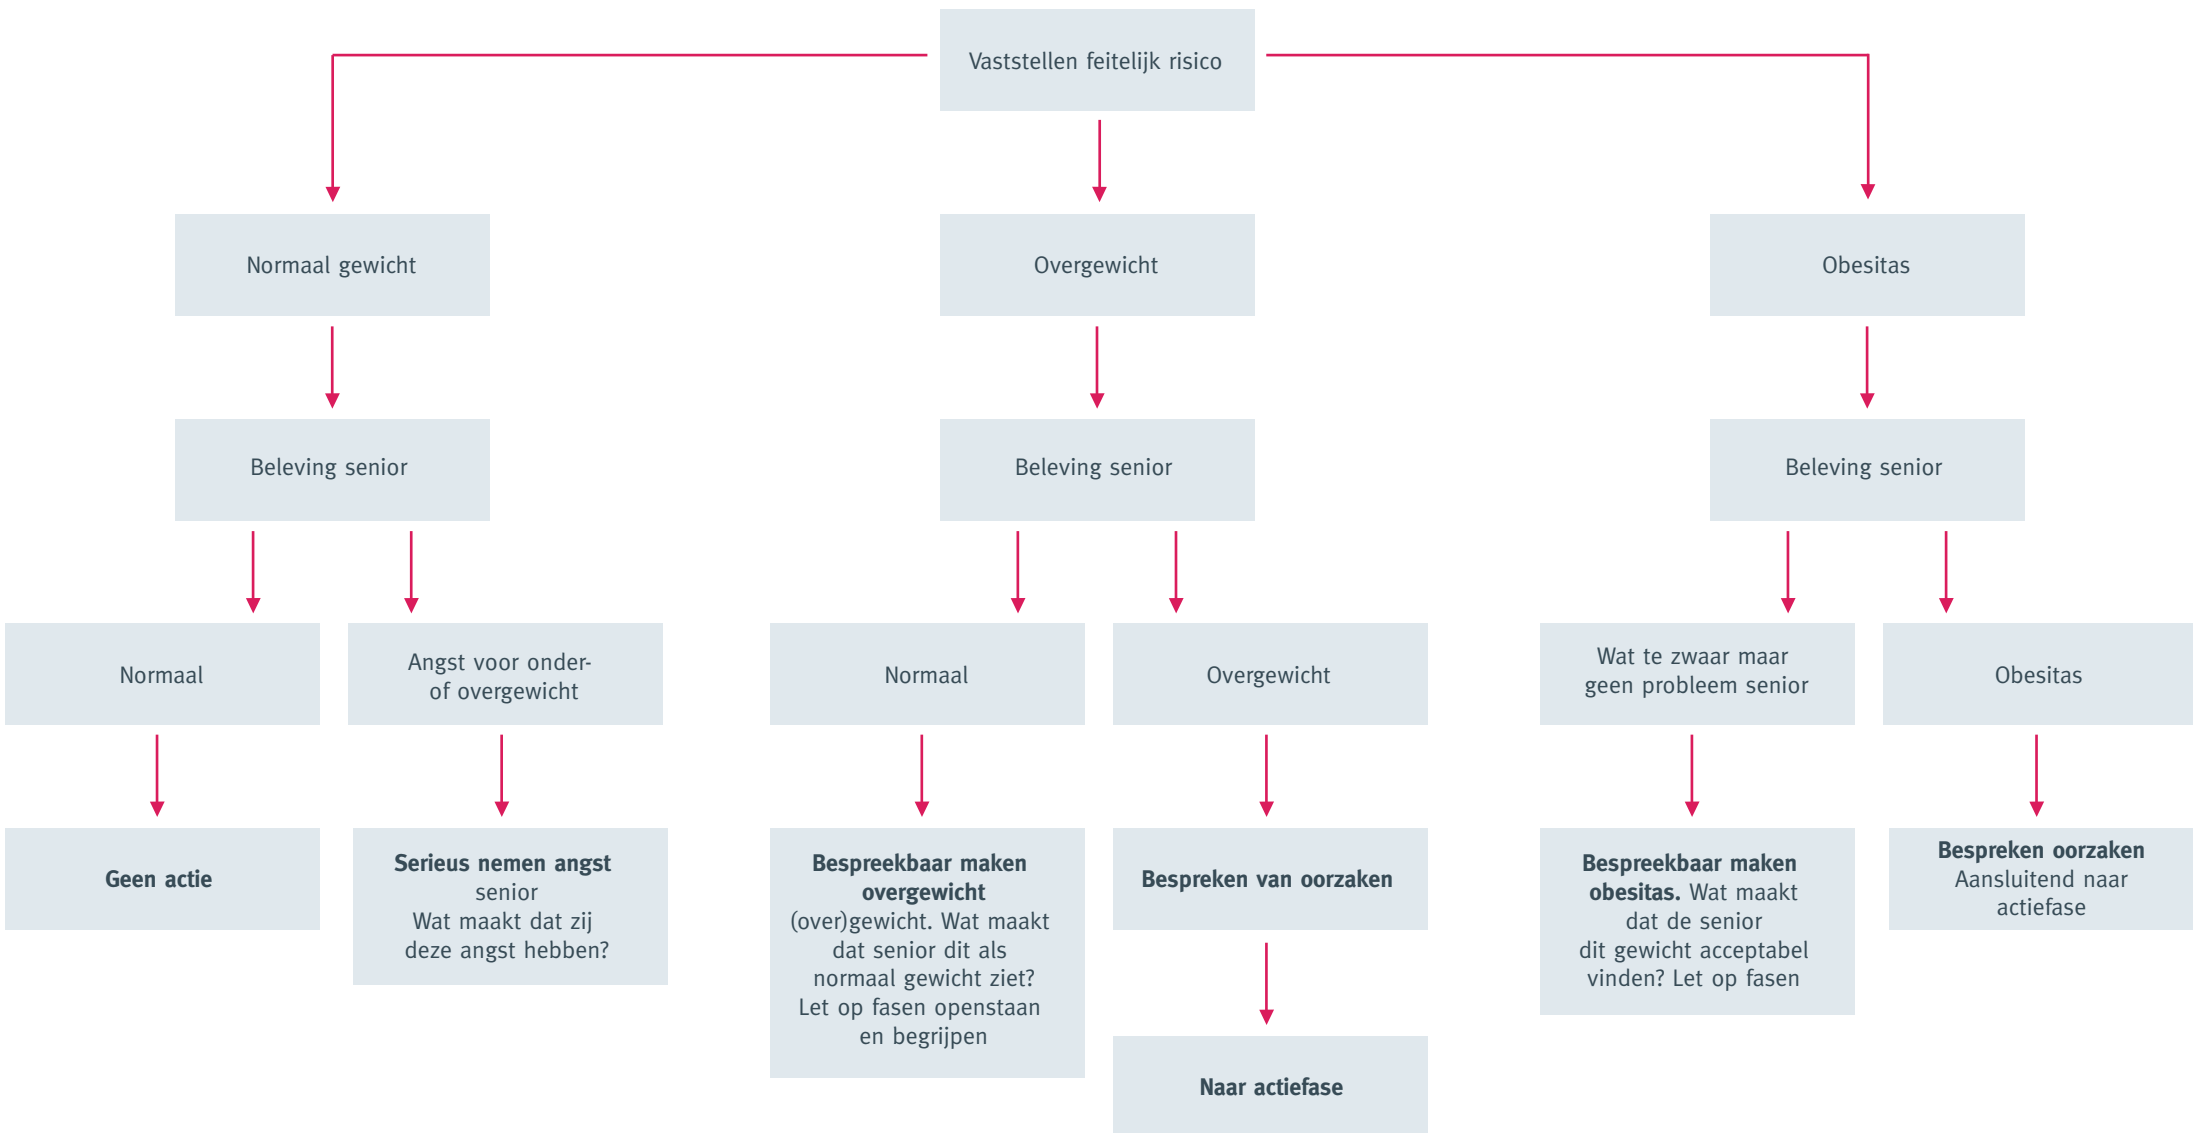 Vaststellen feitelijk risico
Normaal gewicht
Overgewicht
Obesitas
Beleving senior
Beleving senior
Beleving senior
Normaal
Angst voor onder-
of overgewicht
Normaal
Overgewicht
Wat te zwaar maar
geen probleem senior
Obesitas
Geen actie
Serieus nemen angst
senior
Wat maakt dat zij
deze angst hebben?
Bespreekbaar maken
overgewicht
(over)gewicht. Wat maakt
dat senior dit als
normaal gewicht ziet?
Let op fasen openstaan
en begrijpen
Bespreken van oorzaken
Bespreekbaar maken
obesitas. Wat maakt
dat de senior
dit gewicht acceptabel
vinden? Let op fasen
Bespreken oorzaken
Aansluitend naar
actiefase
Naar actiefase